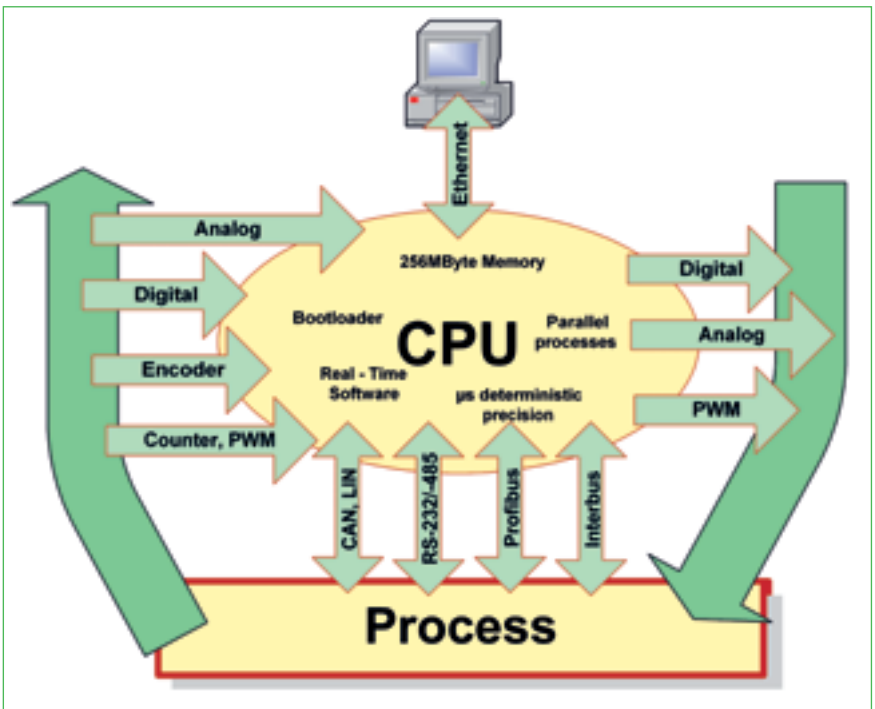 Ethernet
Analog
256MByte Memory
Digital
Digital
Bootloader
CPU
Parallel
processes
Analog
Encoder
Real - Time
Software
µs deterministic
precision
PWM
Counter, PWM
CAN, LIN
RS-232/-485
Profibus
Interbus
Process